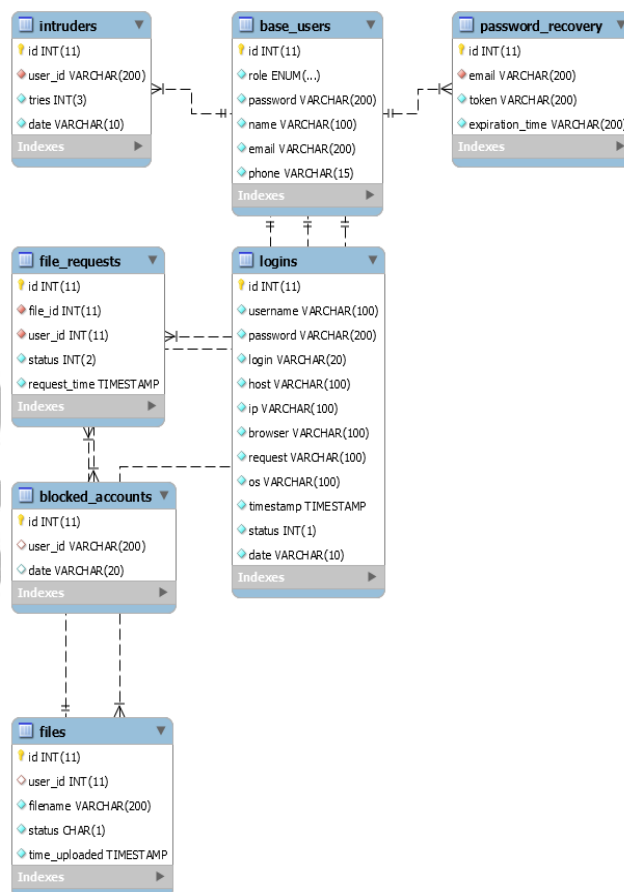 intruders
id INT(11)
user_id VARCHAR(200)
tries INT(3)
date VARCHAR(10)
Indexes
base_users
id INT(11)
role ENUM(...)
password VARCHAR(200)
name VARCHAR(100)
email VARCHAR(200)
phone VARCHAR(15)
Indexes
password_recovery
id INT(11)
email VARCHAR(200)
token VARCHAR(200)
expiration_time VARCHAR(200)
Indexes
file_requests
id INT(11)
file_id INT(11)
user_id INT(11)
status INT(2)
request_time TIMESTAMP
Indexes
logins
id INT(11)
username VARCHAR(100)
password VARCHAR(200)
login VARCHAR(20)
host VARCHAR(100)
ip VARCHAR(100)
browser VARCHAR(100)
request VARCHAR(100)
os VARCHAR(100)
timestamp TIMESTAMP
status INT(1)
date VARCHAR(10)
Indexes
blocked_accounts
id INT(11)
user_id VARCHAR(200)
date VARCHAR(20)
Indexes
files
id INT(11)
user_id INT(11)
filename VARCHAR(200)
status CHAR(1)
time_uploaded TIMESTAMP
Indexes